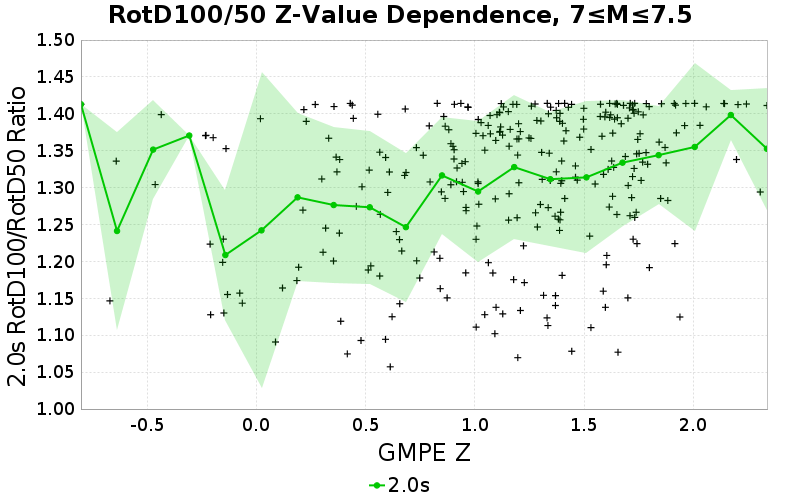 RotD100/50 Z-Value Dependence, 7≤M≤7.5
2.0s RotD100/RotD50 Ratio
1.50
1.45
1.40
1.35
1.30
1.25
1.20
1.15
1.10
1.05
1.00
-0.5 0.0 0.5 1.0 1.5 2.0
GMPE Z
2.0s